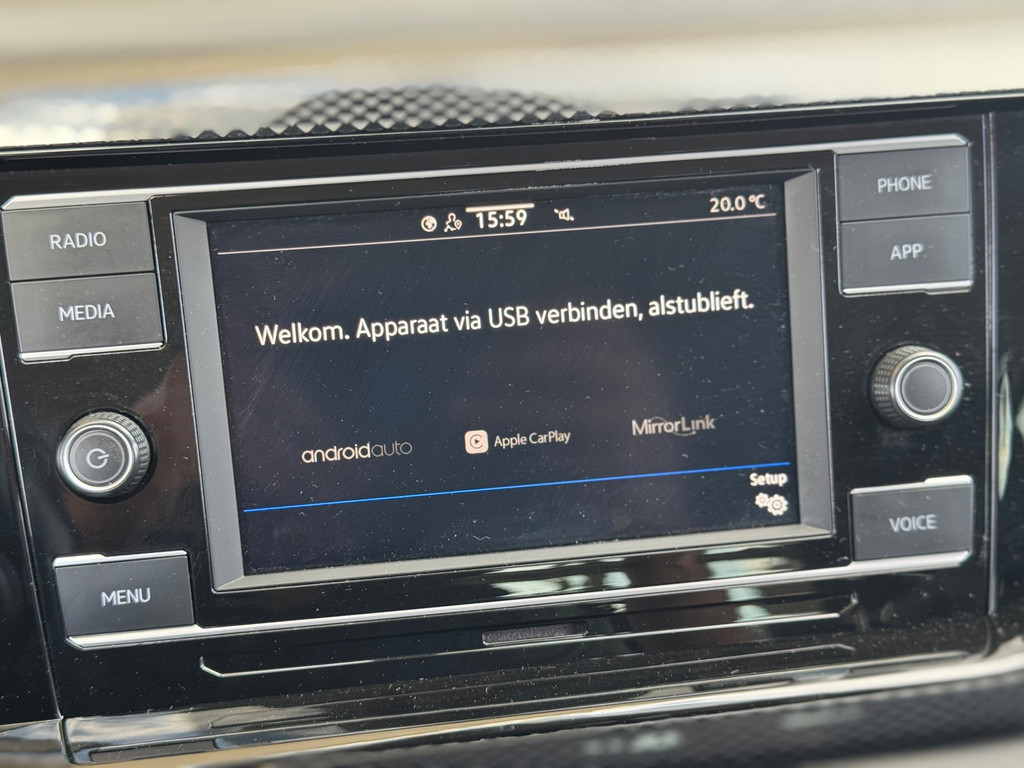 RADIO
MEDIA
MENU
15:59
20.0 °C
Welkom. Apparaat via USB verbinden, alstublieft.
androidauto
Apple CarPlay
MirrorLink
Setup
PHONE
APP
VOICE